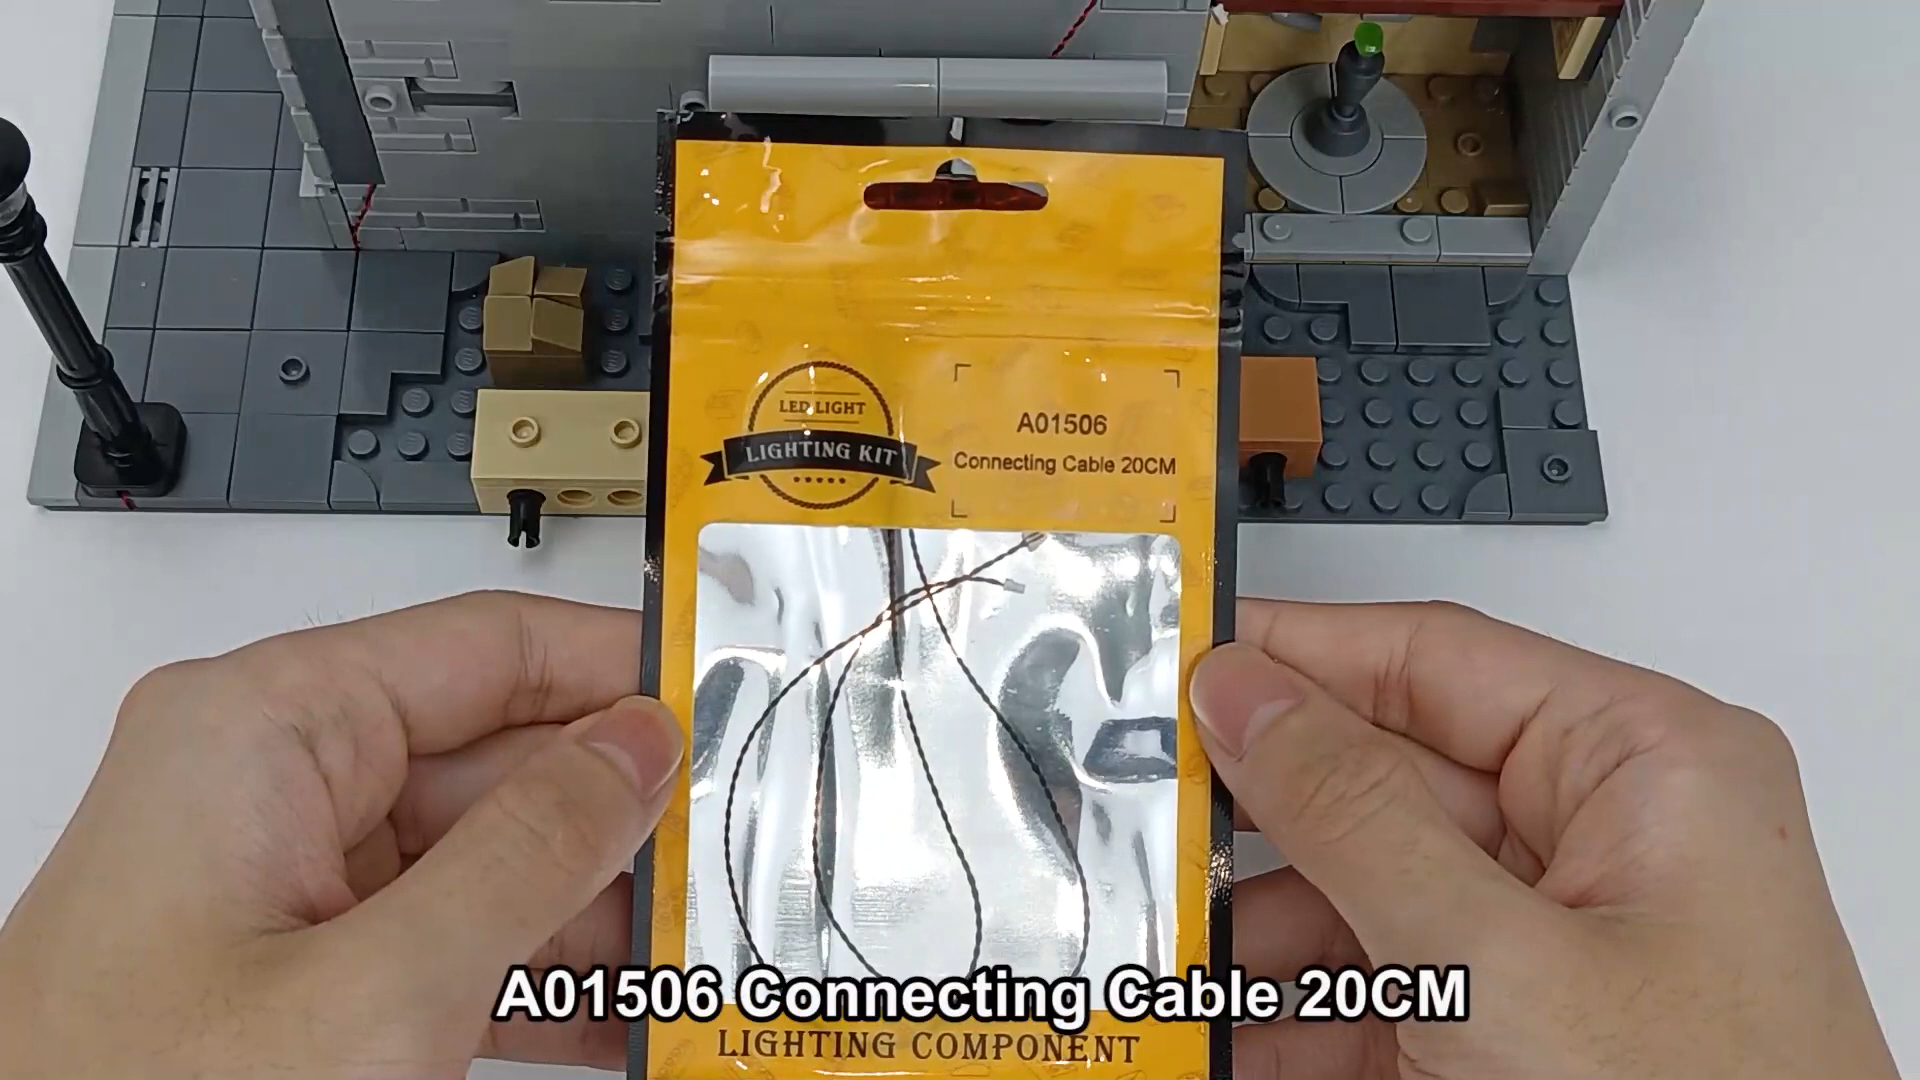 LED LIGHT
LIGHTING KIT
A01506
Connecting Cable 20CM
A01506 Connecting Cable 20CM
LIGHTING COMPONENT